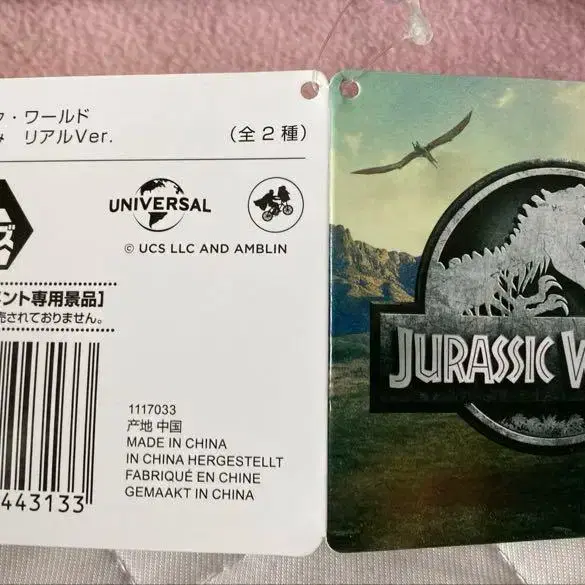 ・ワールド
リアルVer.
(全2種)
UNIVERSAL
© UCS LLC AND AMBLIN
ント専用景品]
売されておりません。
443133
1117033
产地 中国
MADE IN CHINA
IN CHINA HERGESTELLT
FABRIQUÉ EN CHINE
GEMAAKT IN CHINA
JURASSIC W